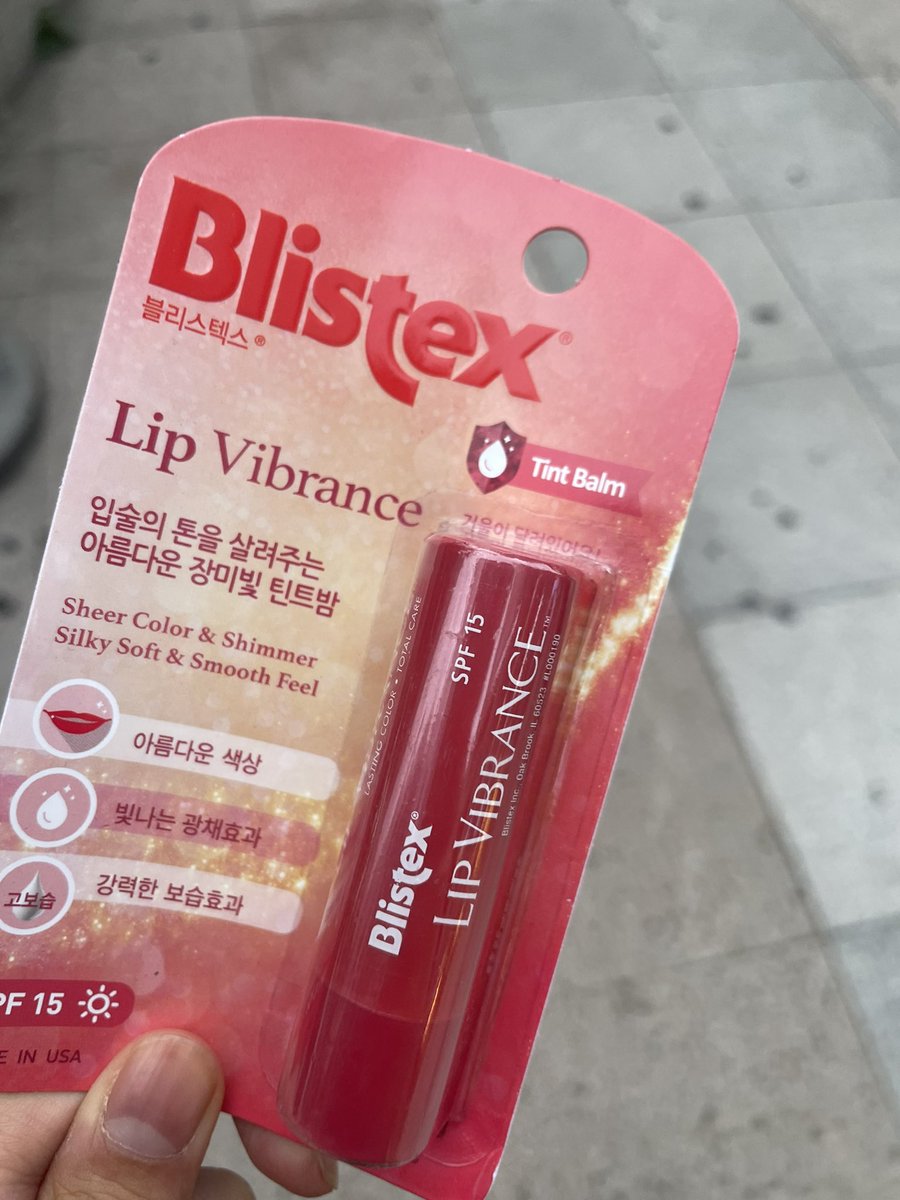 Blistex®
블리스텍스®
Lip Vibrance
Tint Balm
입술의 톤을 살려주는
아름다운 장미빛 틴트밤
Sheer Color & Shimmer
Silky Soft & Smooth Feel
아름다운 색상
빛나는 광채효과
고보습
강력한 보습효과
PF 15
E IN USA
LASTING COLOR • TOTAL CARE
Blistex®
SPF 15
LIP VIBRANCE™
Blistex Inc., Oak Brook, IL 60523 #L000190